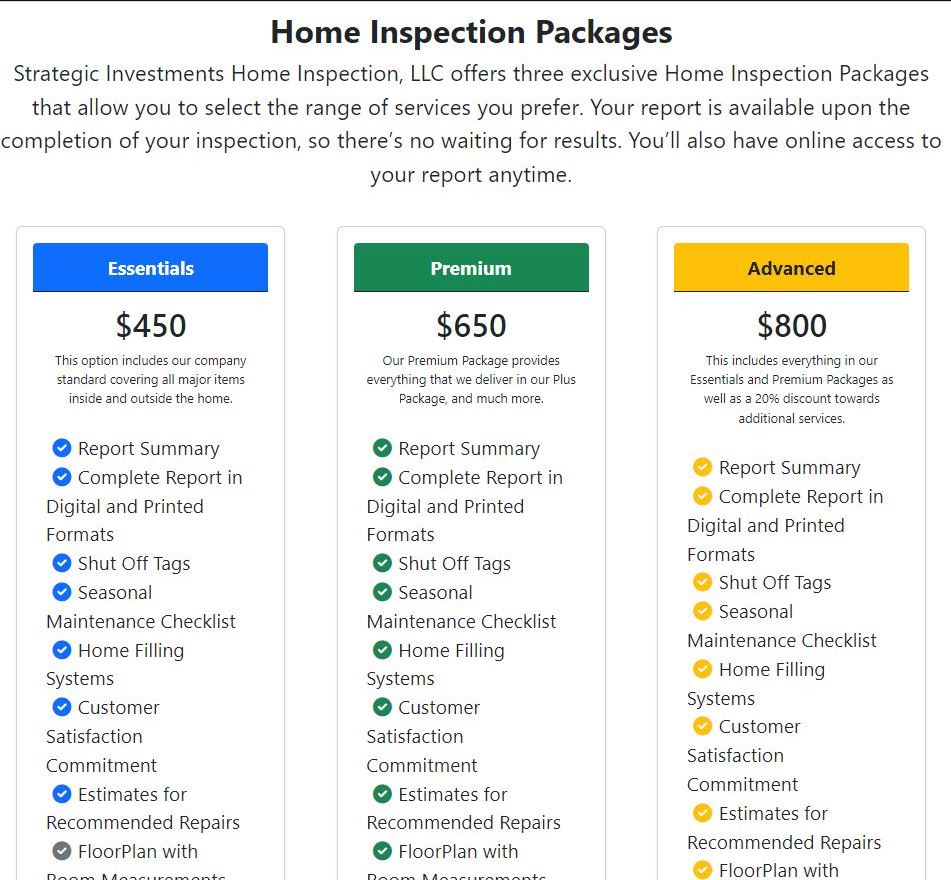 Home Inspection Packages
Strategic Investments Home Inspection, LLC offers three exclusive Home Inspection Packages
that allow you to select the range of services you prefer. Your report is available upon the
completion of your inspection, so there’s no waiting for results. You’ll also have online access to
your report anytime.
Essentials
$450
This option includes our company
standard covering all major items
inside and outside the home.
Report Summary
Complete Report in
Digital and Printed
Formats
Shut Off Tags
Seasonal
Maintenance Checklist
Home Filling
Systems
Customer
Satisfaction
Commitment
Estimates for
Recommended Repairs
FloorPlan with
Room Measurements
Premium
$650
Our Premium Package provides
everything that we deliver in our Plus
Package, and much more.
Report Summary
Complete Report in
Digital and Printed
Formats
Shut Off Tags
Seasonal
Maintenance Checklist
Home Filling
Systems
Customer
Satisfaction
Commitment
Estimates for
Recommended Repairs
FloorPlan with
Room Measurements
Advanced
$800
This includes everything in our
Essentials and Premium Packages as
well as a 20% discount towards
additional services.
Report Summary
Complete Report in
Digital and Printed
Formats
Shut Off Tags
Seasonal
Maintenance Checklist
Home Filling
Systems
Customer
Satisfaction
Commitment
Estimates for
Recommended Repairs
FloorPlan with